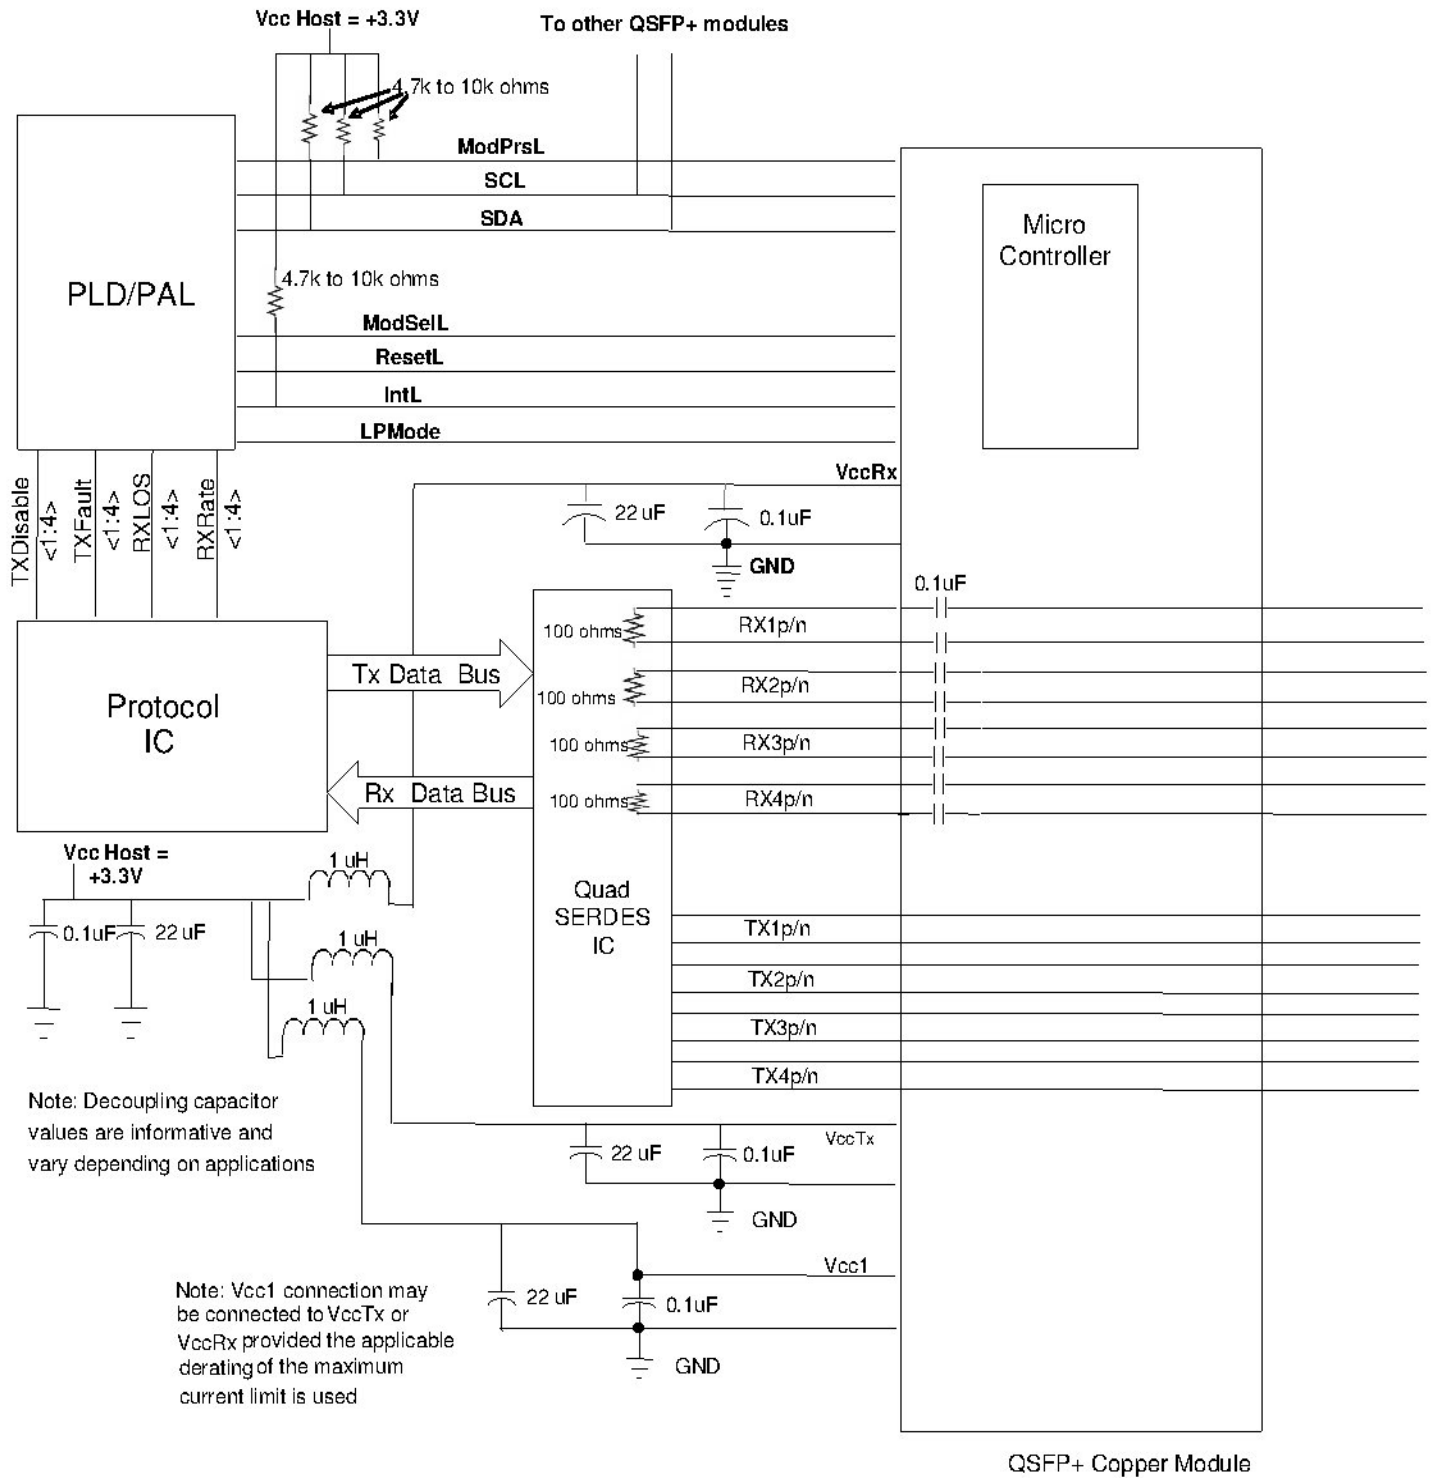 Vcc Host = +3.3V
To other QSFP+ modules
4.7k to 10k ohms
ModPrsL
SCL
SDA
PLD/PAL
4.7k to 10k ohms
ModSelL
ResetL
IntL
LPMode
Micro
Controller
TXDisable
<1:4>
TXFault
<1:4>
RXLOS
<1:4>
RXRate
<1:4>
VccRx
22 uF
0.1uF
GND
0.1uF
100 ohms
RX1p/n
100 ohms
RX2p/n
100 ohms
RX3p/n
100 ohms
RX4p/n
Tx Data Bus
Protocol
IC
Rx Data Bus
Vcc Host =
+3.3V
1 uH
0.1uF
22 uF
1 uH
1 uH
Quad
SERDES
IC
TX1p/n
TX2p/n
TX3p/n
TX4p/n
Note: Decoupling capacitor
values are informative and
vary depending on applications
VccTx
22 uF
0.1uF
GND
Vcc1
22 uF
0.1uF
GND
Note: Vcc1 connection may
be connected to VccTx or
VccRx provided the applicable
derating of the maximum
current limit is used
QSFP+ Copper Module